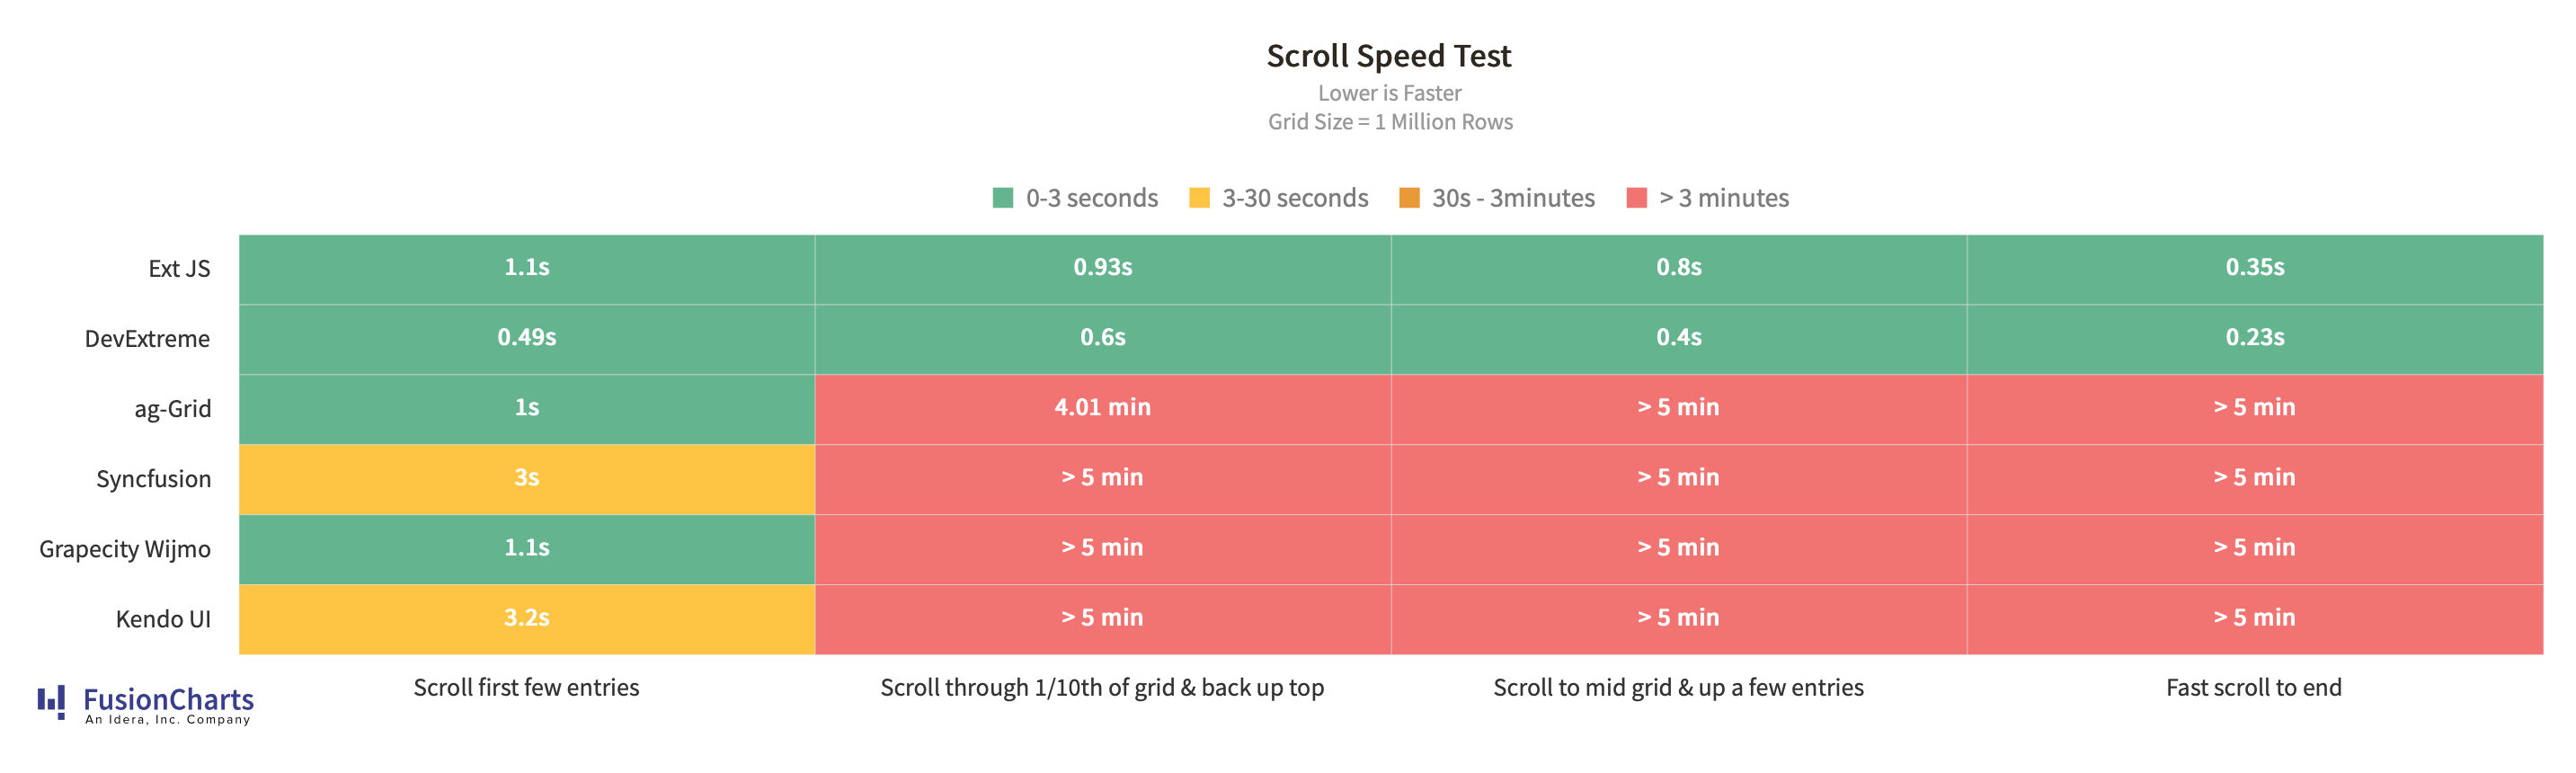 Scroll Speed Test
Lower is Faster
Grid Size = 1 Million Rows
0-3 seconds 3-30 seconds 30s - 3minutes > 3 minutes
Ext JS 1.1s 0.93s 0.8s 0.35s
DevExtreme 0.49s 0.6s 0.4s 0.23s
ag-Grid 1s 4.01 min > 5 min > 5 min
Syncfusion 3s > 5 min > 5 min > 5 min
Grapecity Wijmo 1.1s > 5 min > 5 min > 5 min
Kendo UI 3.2s > 5 min > 5 min > 5 min
Scroll first few entries Scroll through 1/10th of grid & back up top Scroll to mid grid & up a few entries Fast scroll to end
FusionCharts
An Idera, Inc. Company